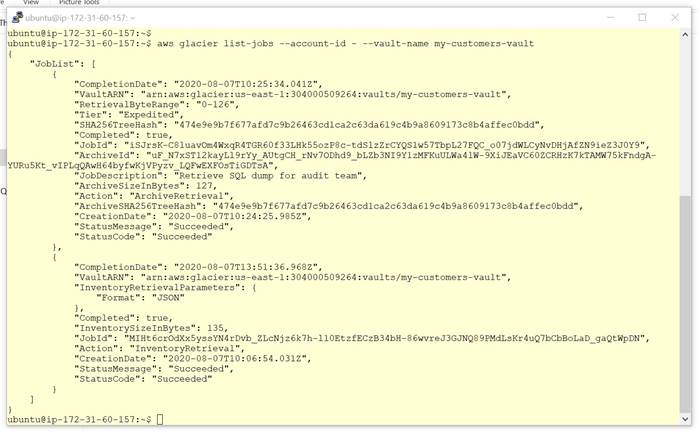 View Picture Tools
ubuntu@ip-172-31-60-157: ~
ubuntu@ip-172-31-60-157:~$
ubuntu@ip-172-31-60-157:~$ aws glacier list-jobs --account-id - --vault-name my-customers-vault
{
"JobList": [
{
"CompletionDate": "2020-08-07T10:25:34.041Z",
"VaultARN": "arn:aws:glacier:us-east-1:304000509264:vaults/my-customers-vault",
"RetrievalByteRange": "0-126",
"Tier": "Expedited",
"SHA256TreeHash": "474e9e9b7f677afd7c9b26463cd1ca2c63da619c4b9a8609173c8b4affec0bdd",
"Completed": true,
"JobId": "iSJrsK-C8luavOm4WxqR4TGR60f33LHk55ozP8c-tdSlzZrCYQS1w57TbpL27FQC_o07jdWLCyNvDHjAfZN9ieZ3J0Y9",
"ArchiveId": "uF_N7xST12kayLl9rYy_AUtgCH_rNv7ODhd9_bLZb3NI9YlzMFKuULWa41W-9XiJEaVC60ZCRHzK7kTAMW75kFndgA-
YURu5Kt_vIPLqQAwH64byfwKjVPyzv_LQFwEXFOsTiGDTsA",
"JobDescription": "Retrieve SQL dump for audit team",
"ArchiveSizeInBytes": 127,
"Action": "ArchiveRetrieval",
"ArchiveSHA256TreeHash": "474e9e9b7f677afd7c9b26463cd1ca2c63da619c4b9a8609173c8b4affec0bdd",
"CreationDate": "2020-08-07T10:24:25.985Z",
"StatusMessage": "Succeeded",
"StatusCode": "Succeeded"
},
{
"CompletionDate": "2020-08-07T13:51:36.968Z",
"VaultARN": "arn:aws:glacier:us-east-1:304000509264:vaults/my-customers-vault",
"InventoryRetrievalParameters": {
"Format": "JSON"
},
"Completed": true,
"InventorySizeInBytes": 135,
"JobId": "MIHt6crOdXx5yssYN4rDvb_ZLcNjz6k7h-l10EtzfECzB34bH-86wvreJ3GJNQ89PMdLsKr4uQ7bCbBoLaD_gaQtWpDN",
"Action": "InventoryRetrieval",
"CreationDate": "2020-08-07T10:06:54.031Z",
"StatusMessage": "Succeeded",
"StatusCode": "Succeeded"
}
]
}
ubuntu@ip-172-31-60-157:~$